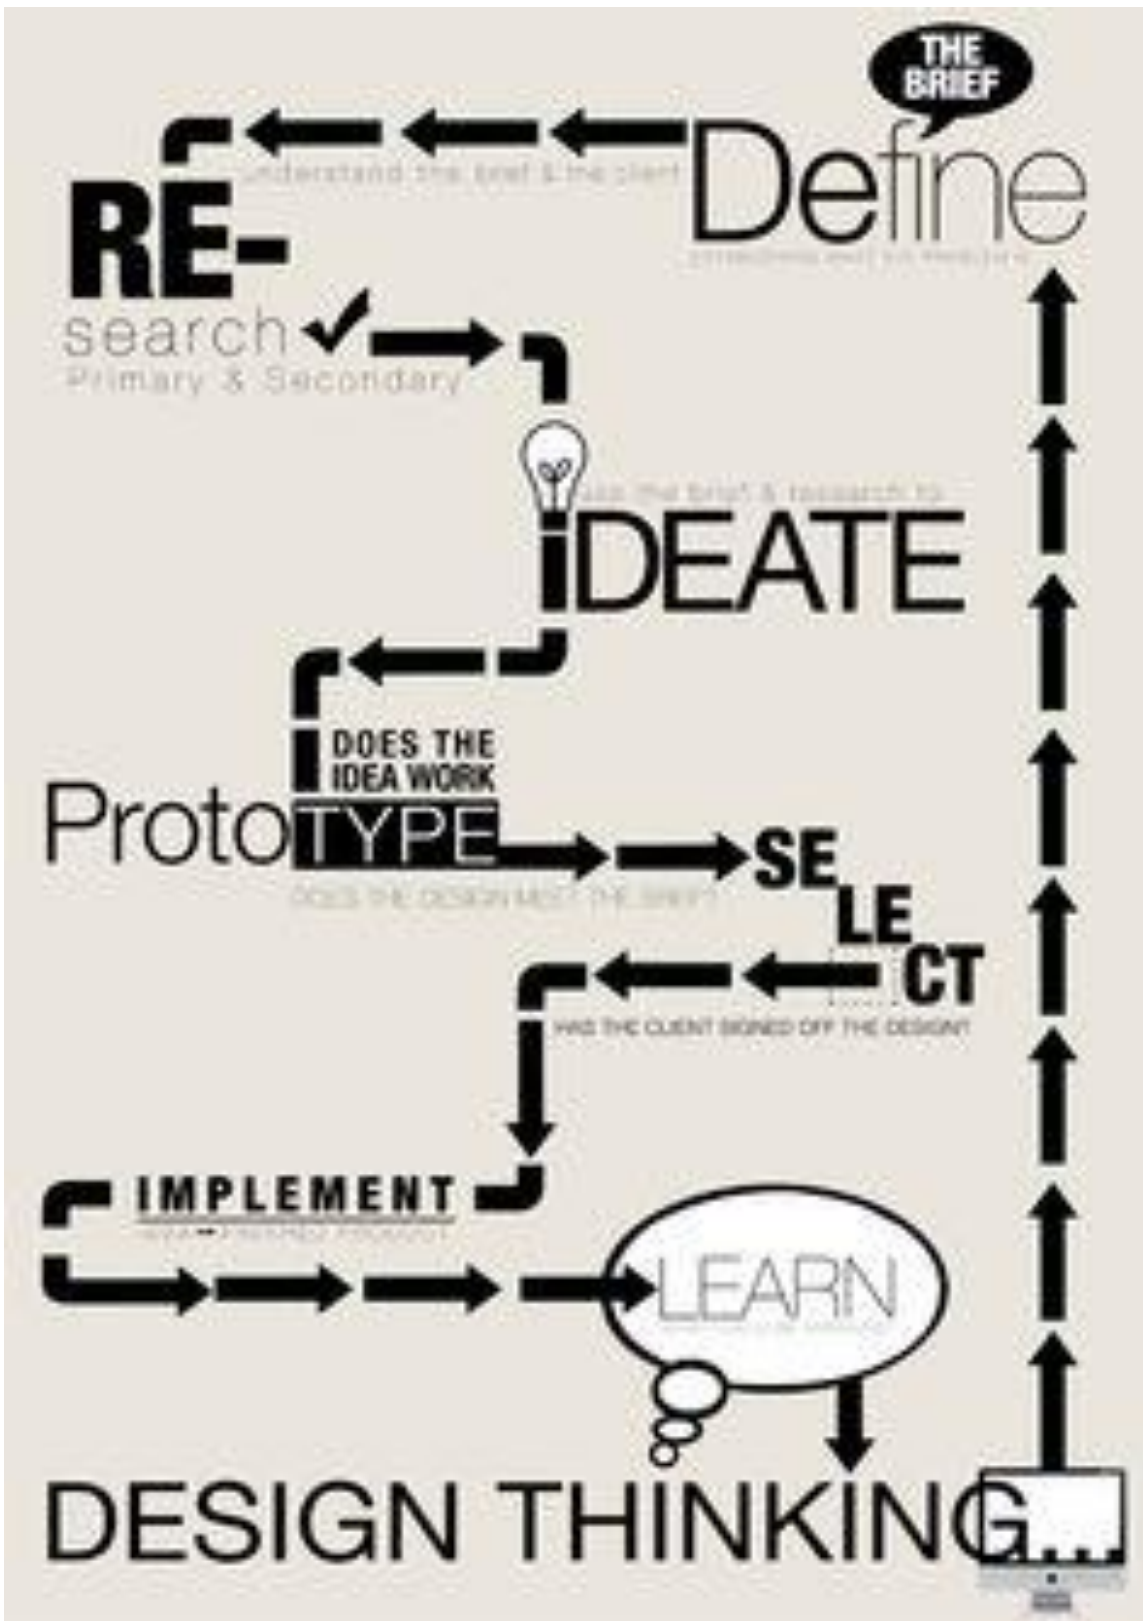 THE
BRIEF
Define
understand the brief & the client
RE-
search
Primary & Secondary
use the brief & research to
IDEATE
DOES THE
IDEA WORK
ProtoTYPE
DOES THE DESIGN MEET THE BRIEF?
SE
LE
CT
HAS THE CLIENT SIGNED OFF THE DESIGN?
IMPLEMENT
LEARN
DESIGN THINKING